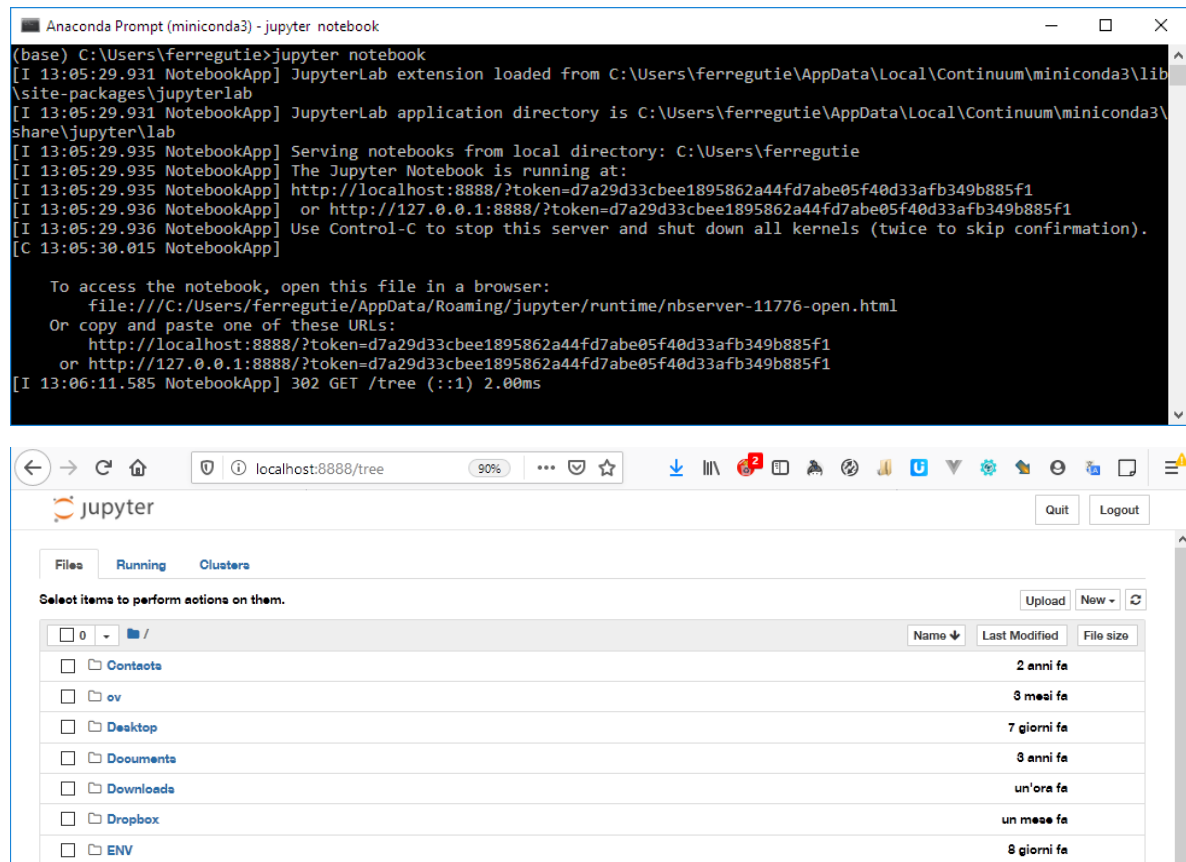 Anaconda Prompt (miniconda3) - jupyter notebook
(base) C:\Users\ferregutie>jupyter notebook
[I 13:05:29.931 NotebookApp] JupyterLab extension loaded from C:\Users\ferregutie\AppData\Local\Continuum\miniconda3\lib
\site-packages\jupyterlab
[I 13:05:29.931 NotebookApp] JupyterLab application directory is C:\Users\ferregutie\AppData\Local\Continuum\miniconda3\
share\jupyter\lab
[I 13:05:29.935 NotebookApp] Serving notebooks from local directory: C:\Users\ferregutie
[I 13:05:29.935 NotebookApp] The Jupyter Notebook is running at:
[I 13:05:29.935 NotebookApp] http://localhost:8888/?token=d7a29d33cbee1895862a44fd7abe05f40d33afb349b885f1
[I 13:05:29.936 NotebookApp]  or http://127.0.0.1:8888/?token=d7a29d33cbee1895862a44fd7abe05f40d33afb349b885f1
[I 13:05:29.936 NotebookApp] Use Control-C to stop this server and shut down all kernels (twice to skip confirmation).
[C 13:05:30.015 NotebookApp]
To access the notebook, open this file in a browser:
file:///C:/Users/ferregutie/AppData/Roaming/jupyter/runtime/nbserver-11776-open.html
Or copy and paste one of these URLs:
http://localhost:8888/?token=d7a29d33cbee1895862a44fd7abe05f40d33afb349b885f1
or http://127.0.0.1:8888/?token=d7a29d33cbee1895862a44fd7abe05f40d33afb349b885f1
[I 13:06:11.585 NotebookApp] 302 GET /tree (::1) 2.00ms
localhost:8888/tree 90% 2
jupyter Quit Logout
Files Running Clusters
Select items to perform actions on them. Upload New
0 / Name Last Modified File size
Contacts 2 anni fa
ov 3 mesi fa
Desktop 7 giorni fa
Documents 3 anni fa
Downloads un'ora fa
Dropbox un mese fa
ENV 8 giorni fa